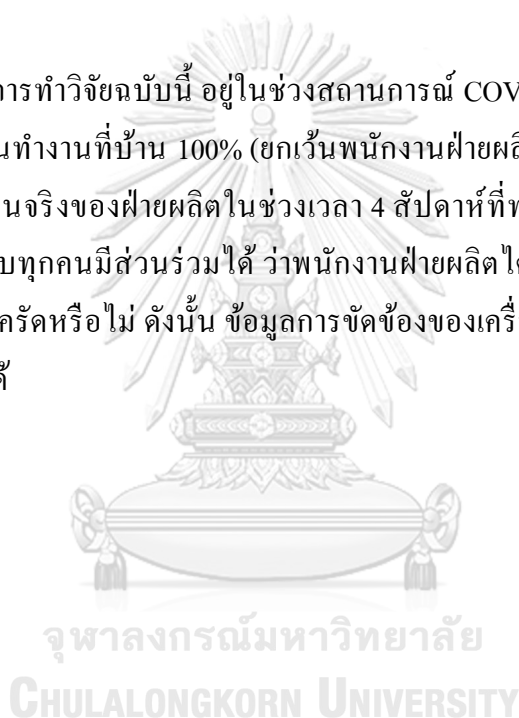 การทำวิจัยฉบับนี้ อยู่ในช่วงสถานการณ์ COV
นทำงานที่บ้าน 100% (ยกเว้นพนักงานฝ่ายผลิ
นจริงของฝ่ายผลิตในช่วงเวลา 4 สัปดาห์ที่
บทุกคนมีส่วนร่วมได้ ว่าพนักงานฝ่ายผลิตได
ครัดหรือไม่ ดังนั้น ข้อมูลการขัดข้องของเครื่
จุฬาลงกรณ์มหาวิทยาลัย
CHULALONGKORN UNIVERSITY